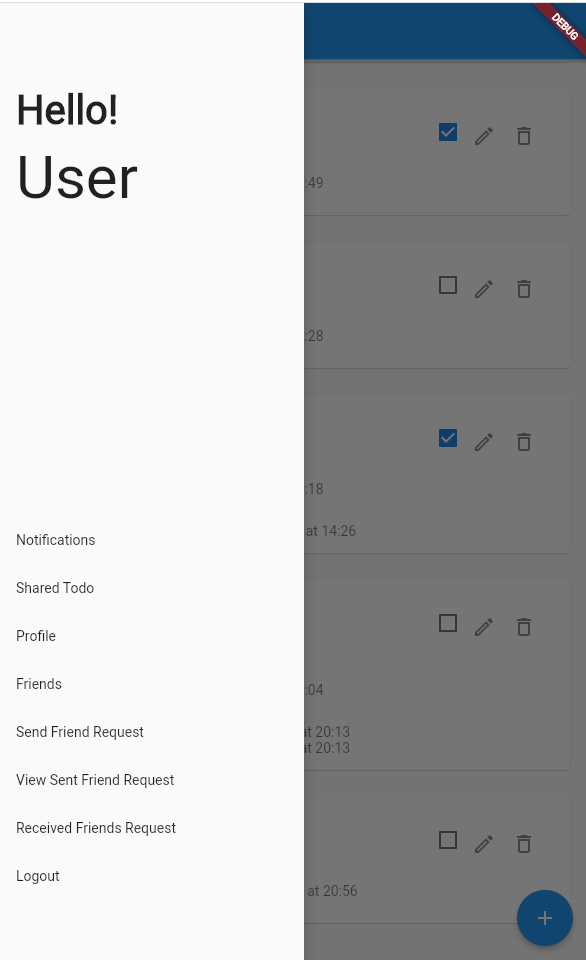 DEBUG
Hello!
User
Notifications
Shared Todo
Profile
Friends
Send Friend Request
View Sent Friend Request
Received Friends Request
Logout
:49
:28
:18
at 14:26
:04
at 20:13
at 20:13
at 20:56